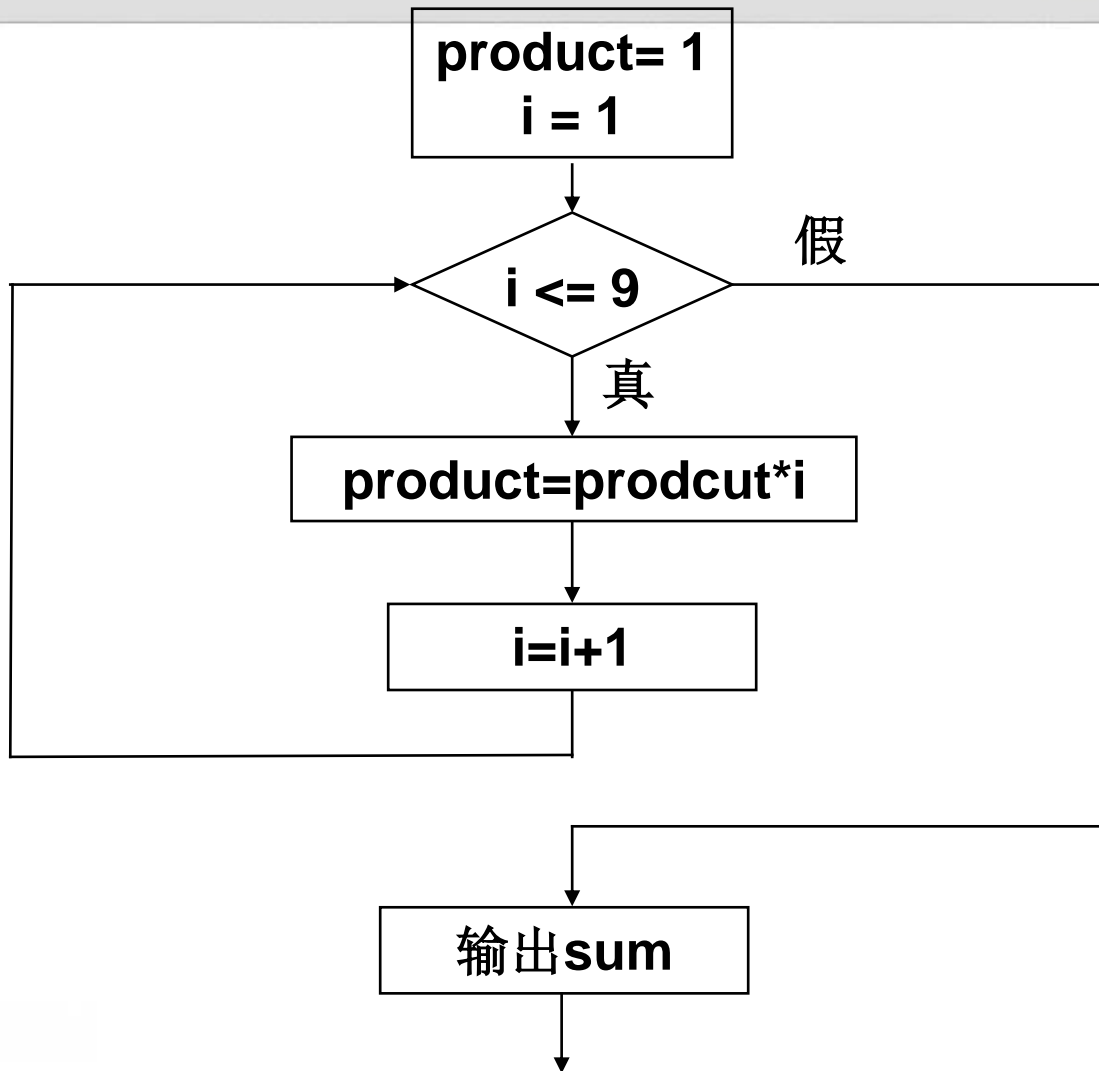 product= 1
i = 1
假
i <= 9
真
product=prodcut*i
i=i+1
输出sum